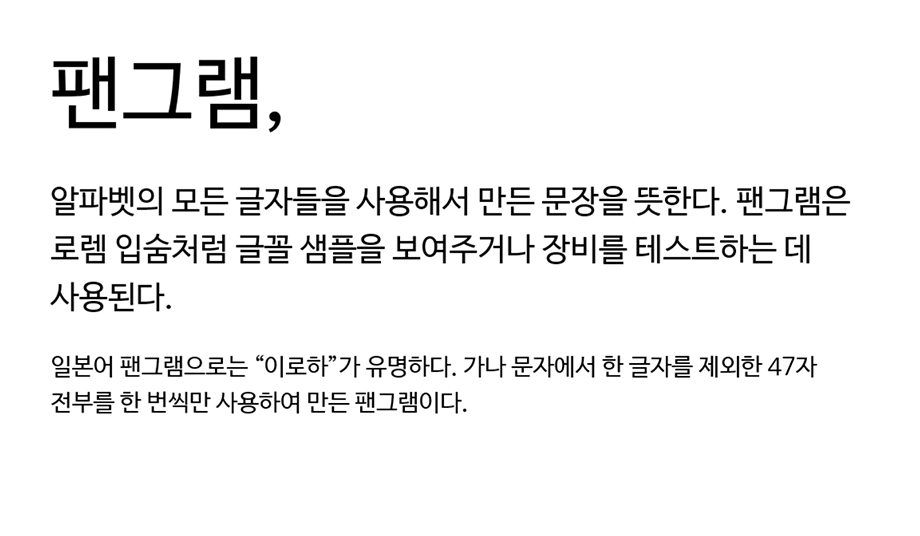 팬그램,
알파벳의 모든 글자들을 사용해서 만든 문장을 뜻한다. 팬그램은
로렘 입숨처럼 글꼴 샘플을 보여주거나 장비를 테스트하는 데
사용된다.
일본어 팬그램으로는 “이로하”가 유명하다. 가나 문자에서 한 글자를 제외한 47자
전부를 한 번씩만 사용하여 만든 팬그램이다.